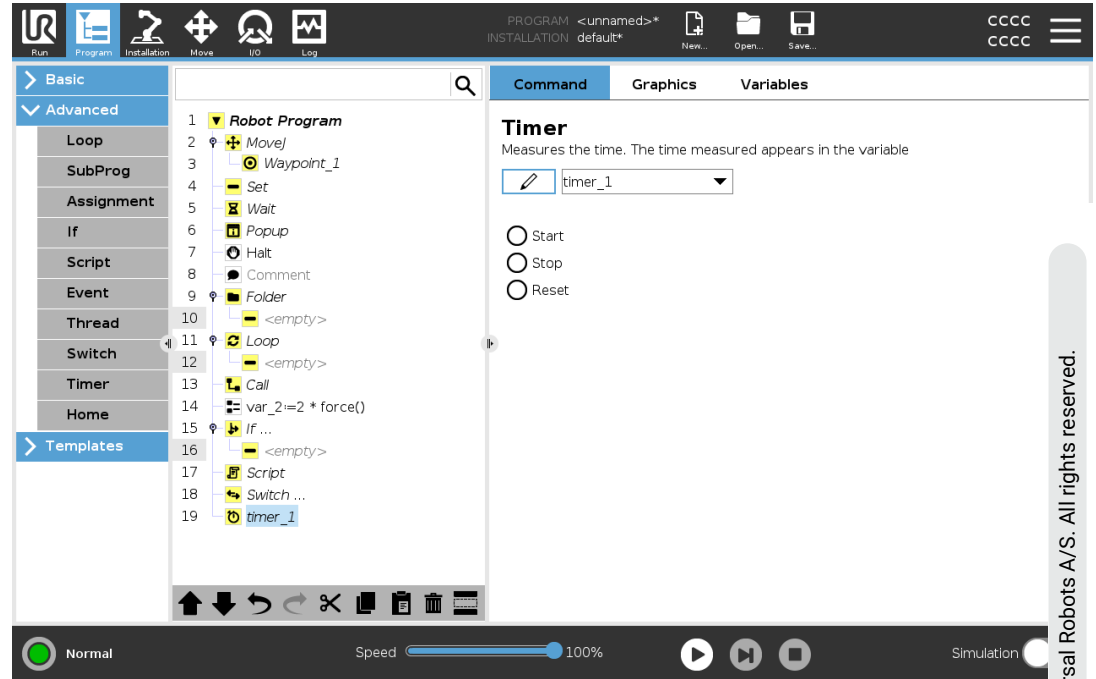 UR
Run
Program
Installation
Move
I/O
Log
PROGRAM <unnamed>*
INSTALLATION default*
New...
Open...
Save...
CCCC
CCCC
Basic
Advanced
Loop
SubProg
Assignment
If
Script
Event
Thread
Switch
Timer
Home
Templates
1 Robot Program
2 MoveJ
3 Waypoint_1
4 Set
5 Wait
6 Popup
7 Halt
8 Comment
9 Folder
10 <empty>
11 Loop
12 <empty>
13 Call
14 var_2:=2 * force()
15 If ...
16 <empty>
17 Script
18 Switch ...
19 timer_1
Command Graphics Variables
Timer
Measures the time. The time measured appears in the variable
timer_1
Start
Stop
Reset
Normal
Speed 100%
Simulation
Robots A/S. All rights reserved.